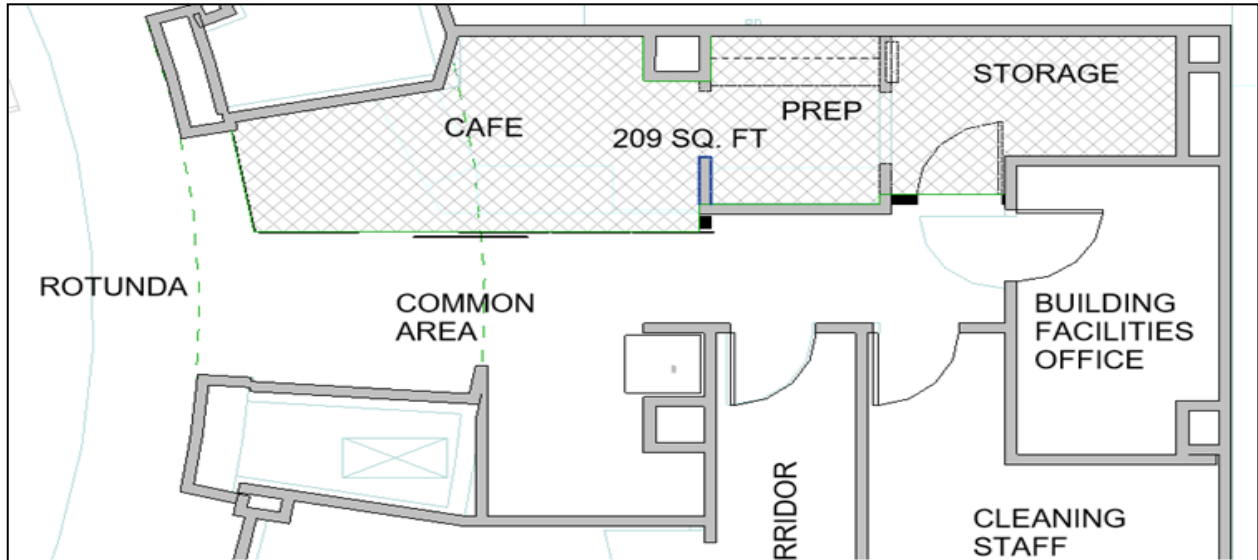 STORAGE
PREP
CAFE
209 SQ. FT
ROTUNDA
COMMON
AREA
BUILDING
FACILITIES
OFFICE
RRIDOR
CLEANING
STAFF